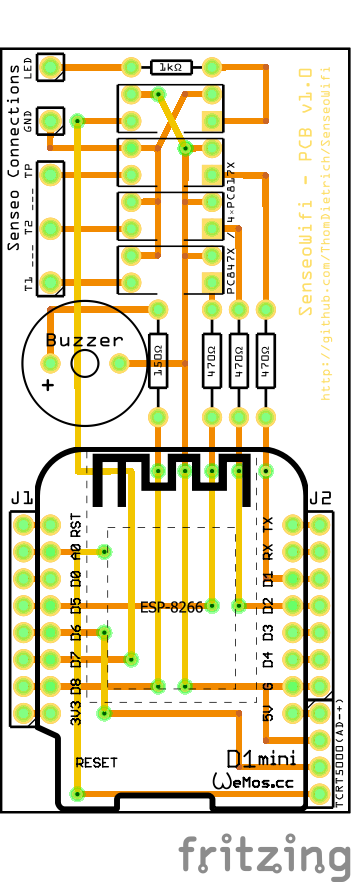 LED
1kΩ
GND
Senseo Connections
TP
T2
T1
PC847X / 4×PC817X
SenseoWifi - PCB v1.0
http://github.com/ThomDietrich/SenseoWifi
Buzzer
+
150Ω
470Ω
470Ω
470Ω
J1
J2
RST
TX
A0
RX
D0
D1
D5
D2
ESP-8266
D6
D3
D7
D4
D8
G
3V3
5V
TCRT5000(AD-+)
RESET
D1mini
WeMos.cc
fritzing